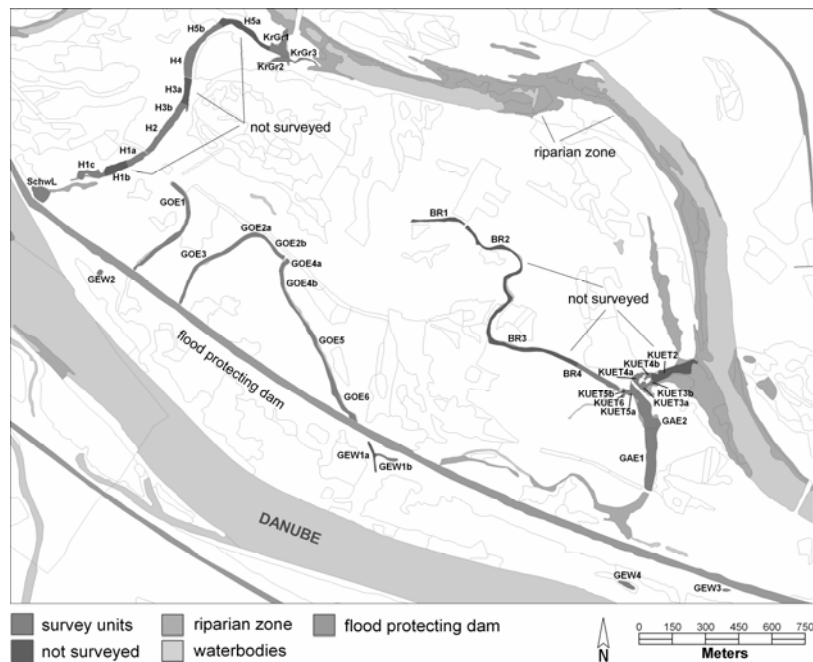 H5b
H5a
KrGr1
KrGr3
KrGr2
H4
H3a
H3b
not surveyed
H2
riparian zone
H1a
H1c
H1b
SchwL
GOE1
BR1
GOE2a
BR2
GOE2b
GOE3
GOE4a
GEW2
GOE4b
not surveyed
flood protecting dam
GOE5
BR3
KUET2
KUET4b
KUET4a
BR4
KUET5b
KUET3b
GOE6
KUET6
KUET3a
KUET5a
GAE2
GEW1a
GAE1
GEW1b
DANUBE
GEW4
GEW3
survey units
riparian zone
flood protecting dam
not surveyed
waterbodies
N
0 150 300 450 600 750
Meters